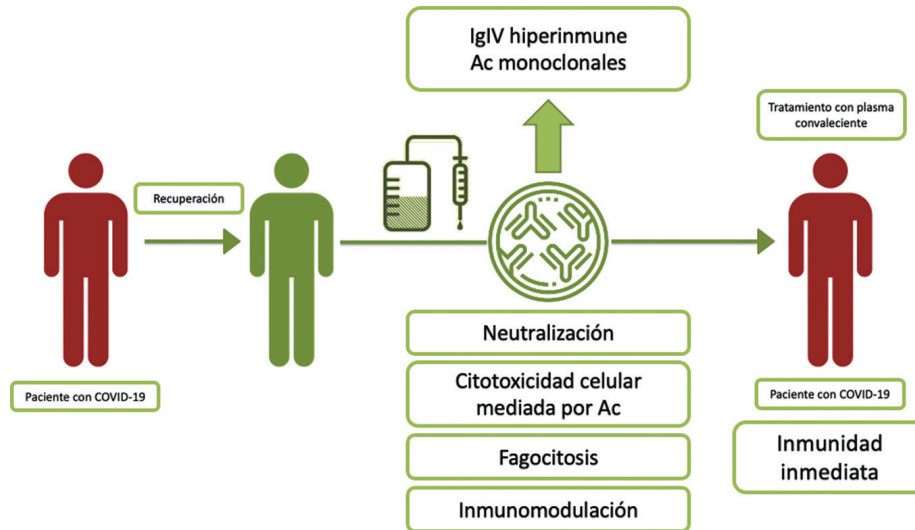 IgIV hiperinmune
Ac monoclonales
Tratamiento con plasma
convaleciente
Recuperación
Neutralización
Citotoxicidad celular
mediada por Ac
Fagocitosis
Inmunomodulación
Paciente con COVID-19
Paciente con COVID-19
Inmunidad
inmediata